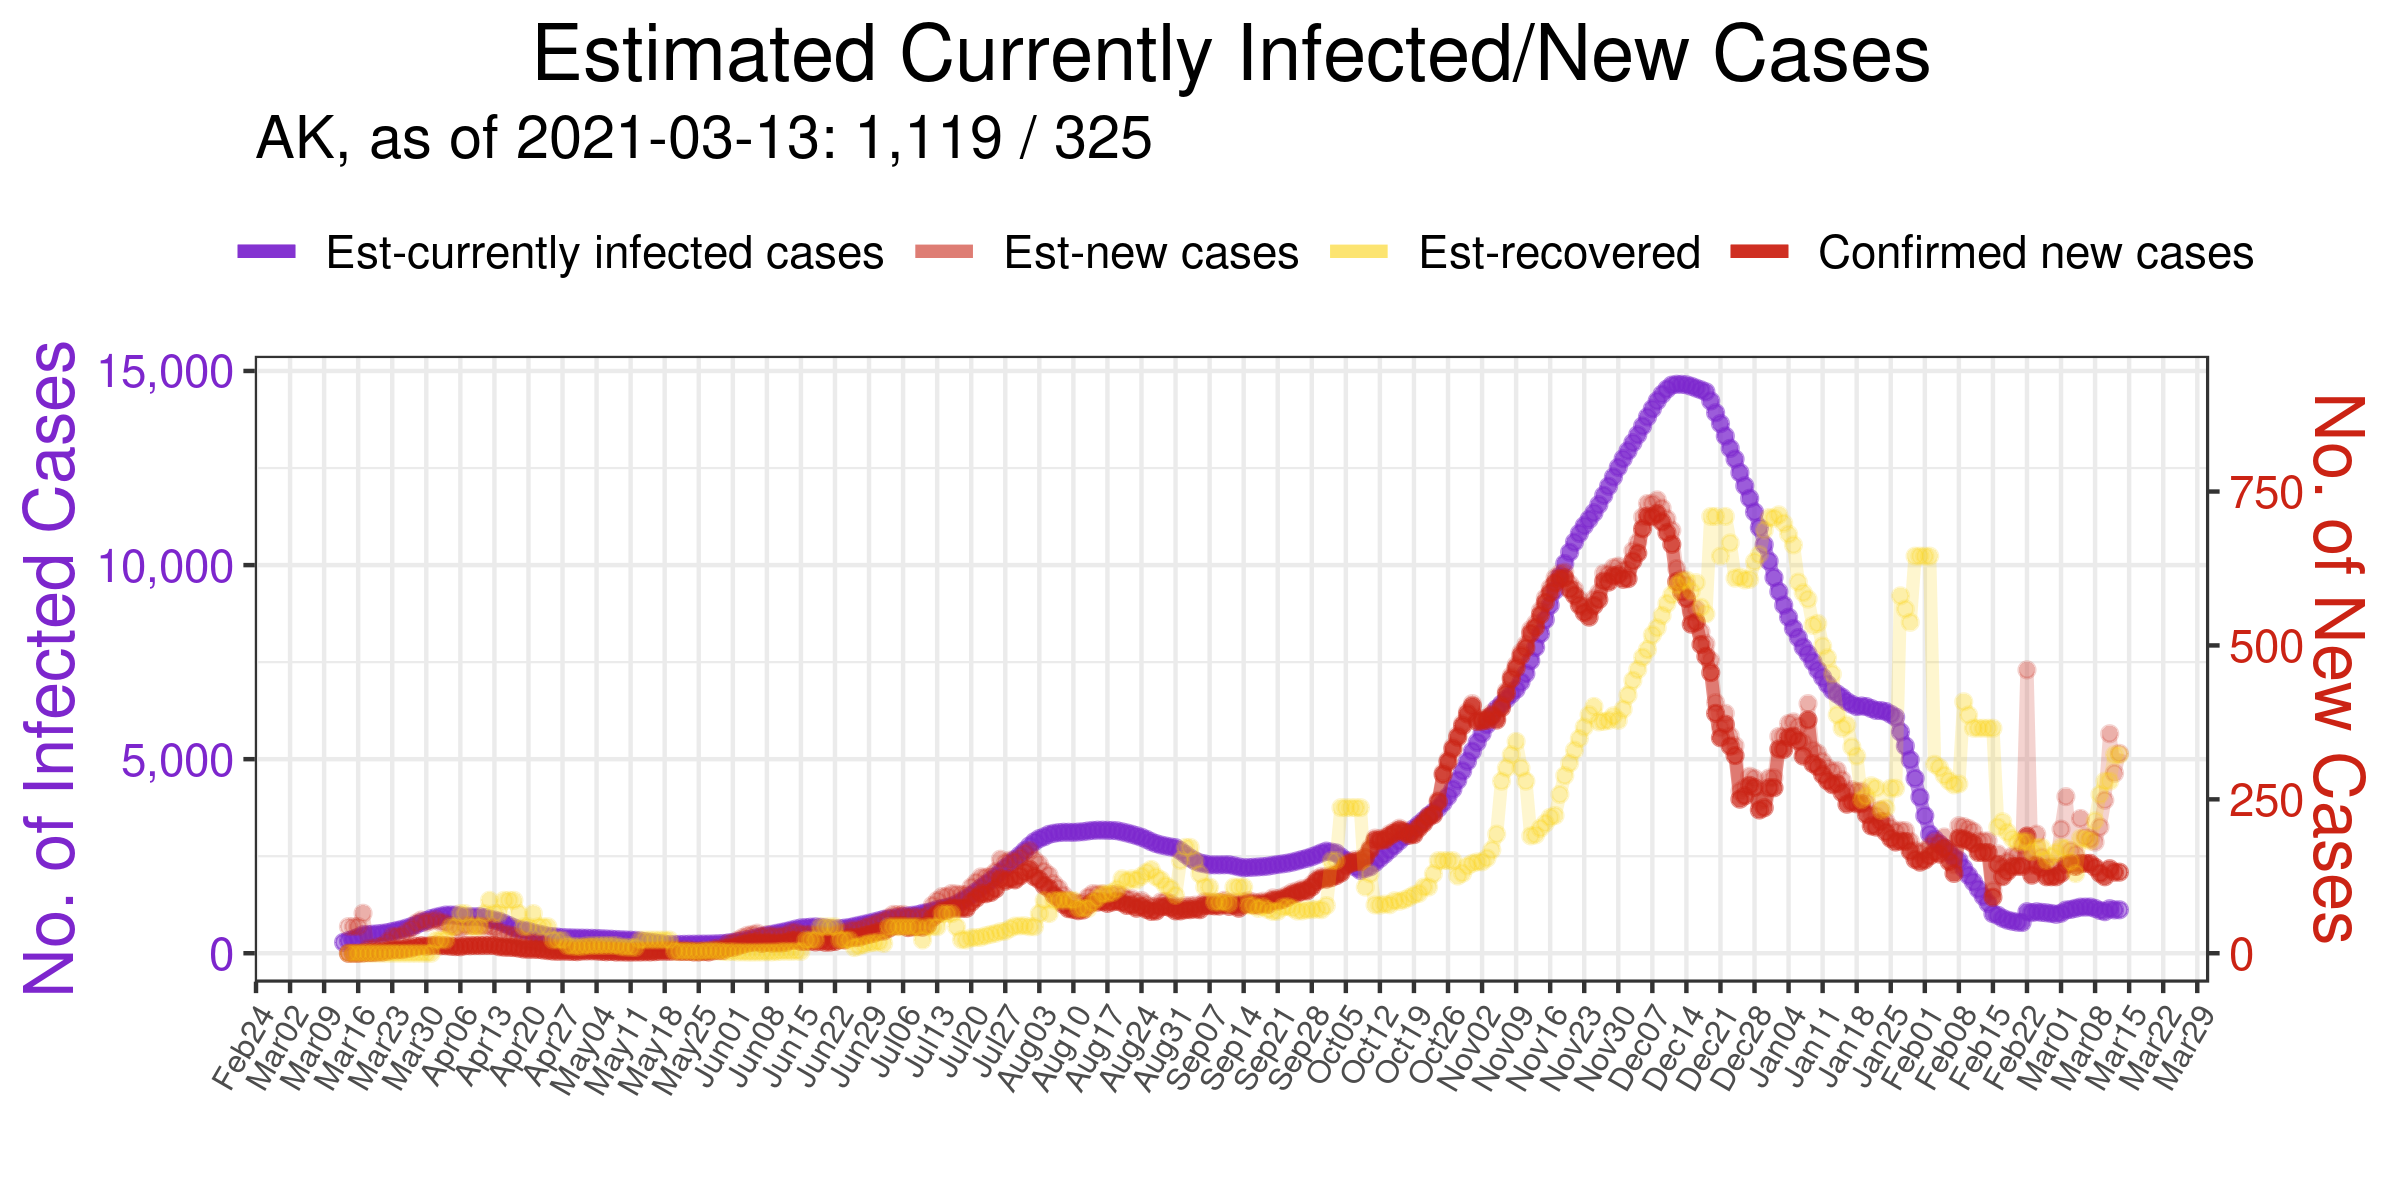 Estimated Currently Infected/New Cases
AK, as of 2021-03-13: 1,119 / 325
Est-currently infected cases Est-new cases Est-recovered Confirmed new cases
No. of Infected Cases
15,000
10,000
5,000
0
750
500
250
0
No. of New Cases
Feb24 Mar02 Mar09 Mar16 Mar23 Mar30 Apr06 Apr13 Apr20 Apr27 May04 May11 May18 May25 Jun01 Jun08 Jun15 Jun22 Jun29 Jul06 Jul13 Jul20 Jul27 Aug03 Aug10 Aug17 Aug24 Aug31 Sep07 Sep14 Sep21 Sep28 Oct05 Oct12 Oct19 Oct26 Nov02 Nov09 Nov16 Nov23 Nov30 Dec07 Dec14 Dec21 Dec28 Jan04 Jan11 Jan18 Jan25 Feb01 Feb08 Feb15 Feb22 Mar01 Mar08 Mar15 Mar22 Mar29